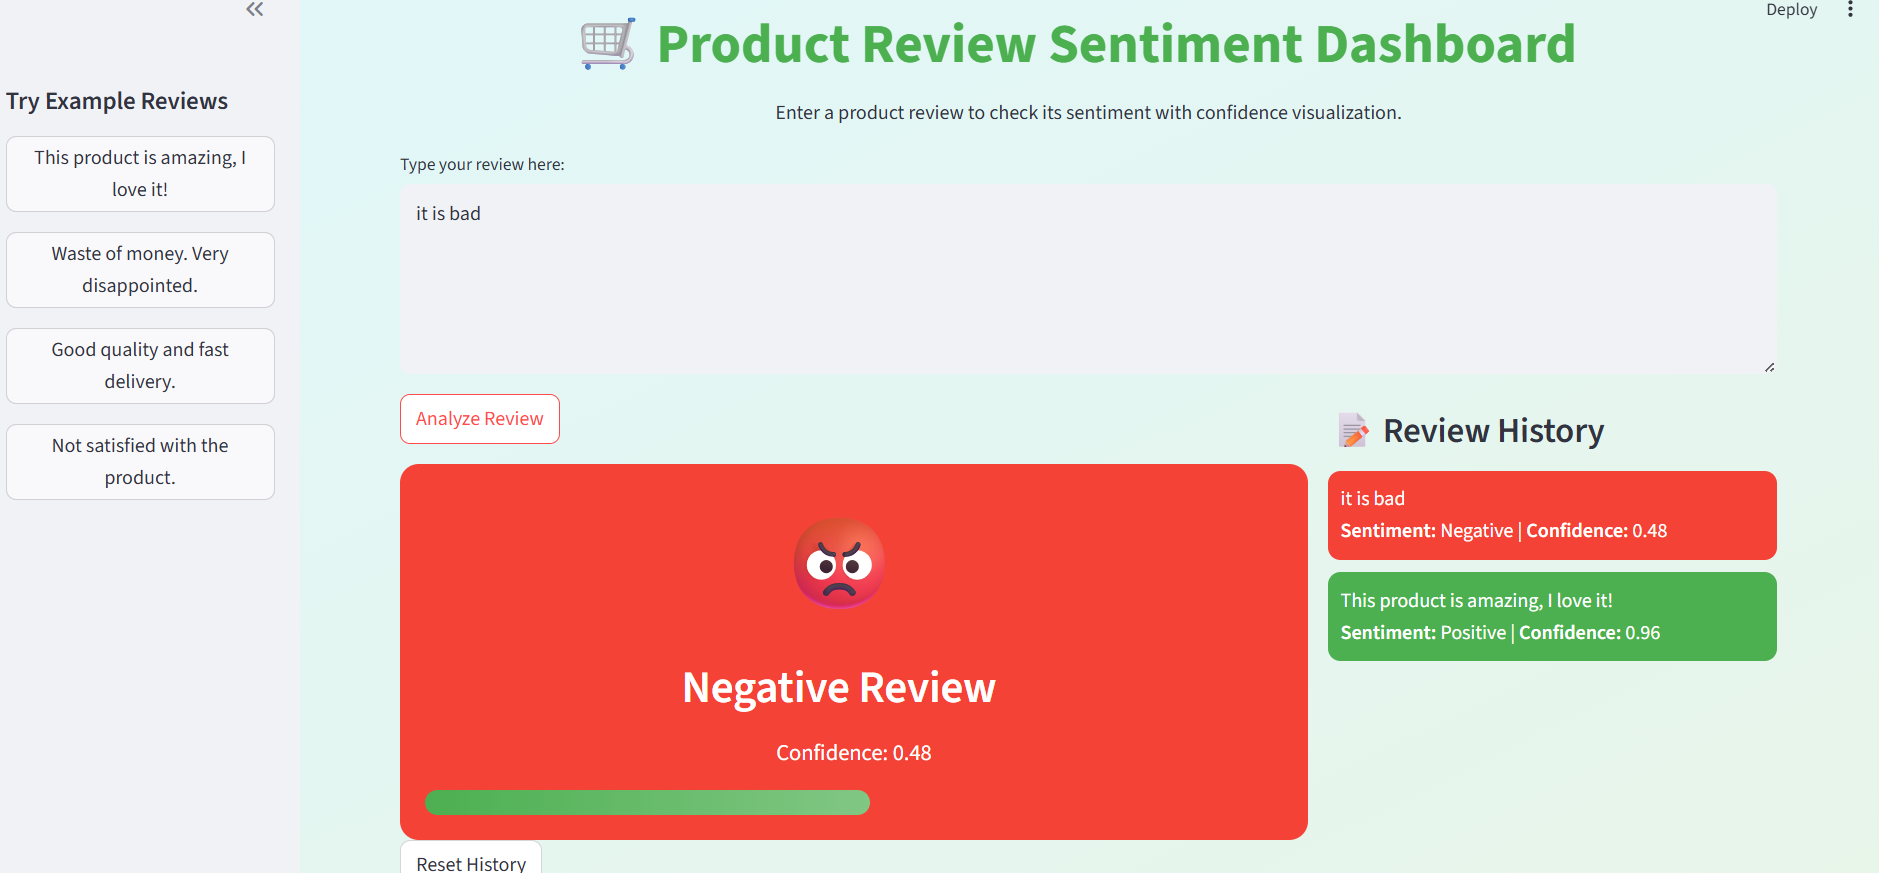 Deploy
Try Example Reviews
This product is amazing, I
love it!
Waste of money. Very
disappointed.
Good quality and fast
delivery.
Not satisfied with the
product.
Product Review Sentiment Dashboard
Enter a product review to check its sentiment with confidence visualization.
Type your review here:
it is bad
Analyze Review
Negative Review
Confidence: 0.48
Reset History
Review History
it is bad
Sentiment: Negative | Confidence: 0.48
This product is amazing, I love it!
Sentiment: Positive | Confidence: 0.96